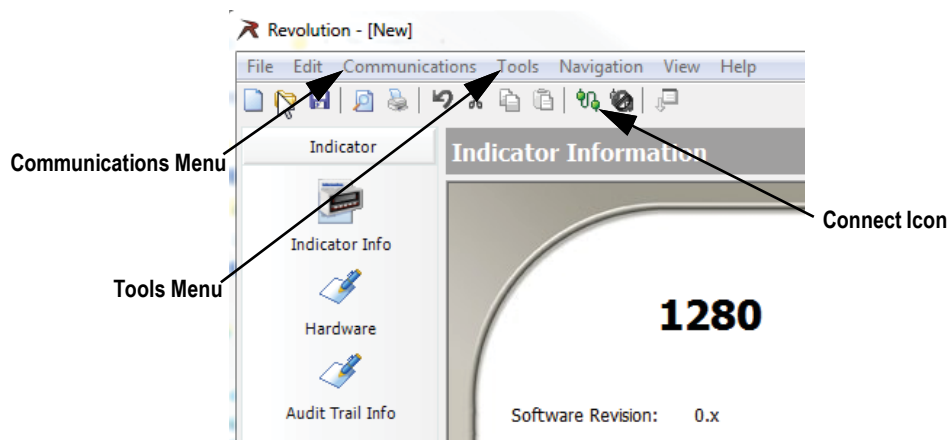 Revolution - [New]
File Edit Communications Tools Navigation View Help
Indicator
Indicator Information
Communications Menu
Connect Icon
Indicator Info
Tools Menu
1280
Hardware
Audit Trail Info
Software Revision: 0.x